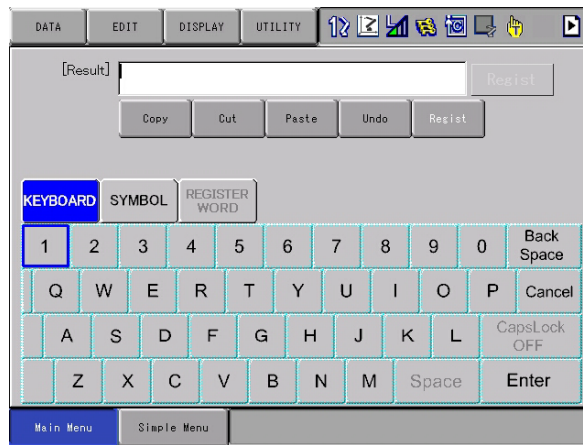 DATA EDIT DISPLAY UTILITY
[Result] Regist
Copy Cut Paste Undo Regist
KEYBOARD SYMBOL REGISTER
WORD
1 2 3 4 5 6 7 8 9 0 Back
Space
Q W E R T Y U I O P Cancel
A S D F G H J K L CapsLock
OFF
Z X C V B N M Space Enter
Main Menu Simple Menu